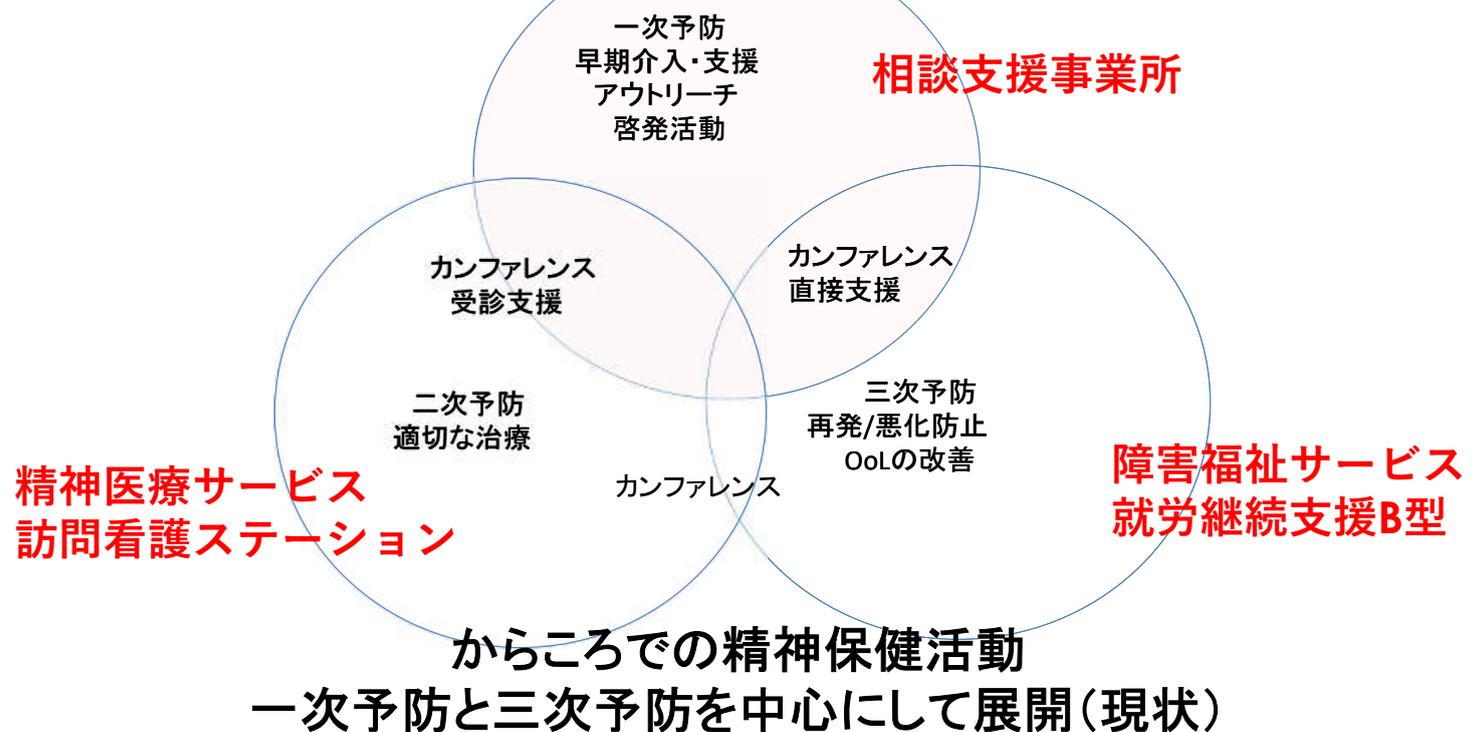 一次予防
早期介入・支援
アウトリーチ
啓発活動
相談支援事業所
カンファレンス
受診支援
カンファレンス
直接支援
二次予防
適切な治療
三次予防
再発/悪化防止
OoLの改善
カンファレンス
精神医療サービス
訪問看護ステーション
障害福祉サービス
就労継続支援B型
からころでの精神保健活動
一次予防と三次予防を中心にして展開（現状）